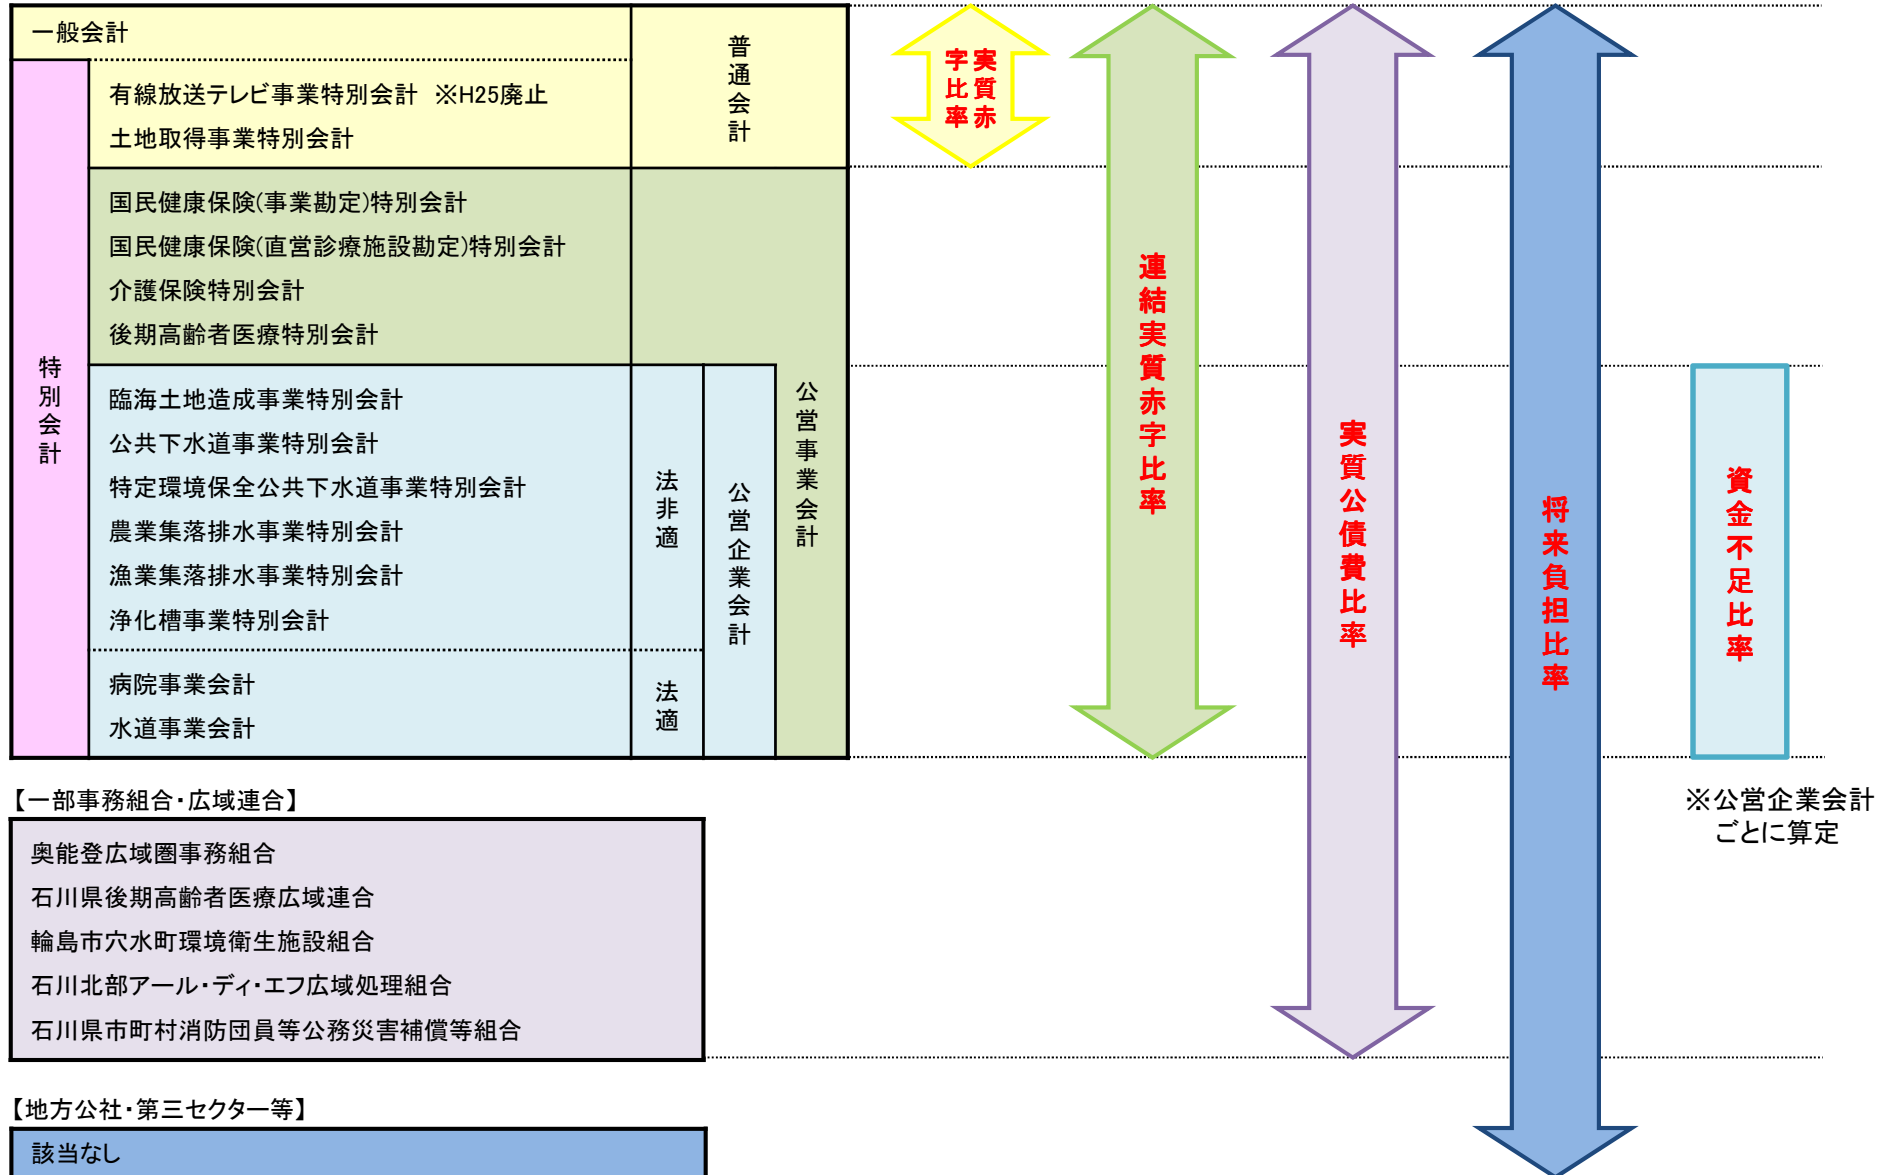 一般会計
有線放送テレビ事業特別会計 ※H25廃止
土地取得事業特別会計
普通会計
国民健康保険(事業勘定)特別会計
国民健康保険(直営診療施設勘定)特別会計
介護保険特別会計
後期高齢者医療特別会計
特別会計
臨海土地造成事業特別会計
公共下水道事業特別会計
特定環境保全公共下水道事業特別会計
農業集落排水事業特別会計
漁業集落排水事業特別会計
浄化槽事業特別会計
法非適
病院事業会計
水道事業会計
法適
公営企業会計
公営事業会計
実質赤
字比率
連結実質赤字比率
実質公債費比率
将来負担比率
資金不足比率
※公営企業会計
ごとに算定
【一部事務組合・広域連合】
奥能登広域圏事務組合
石川県後期高齢者医療広域連合
輪島市穴水町環境衛生施設組合
石川北部アール・ディ・エフ広域処理組合
石川県市町村消防団員等公務災害補償等組合
【地方公社・第三セクター等】
該当なし